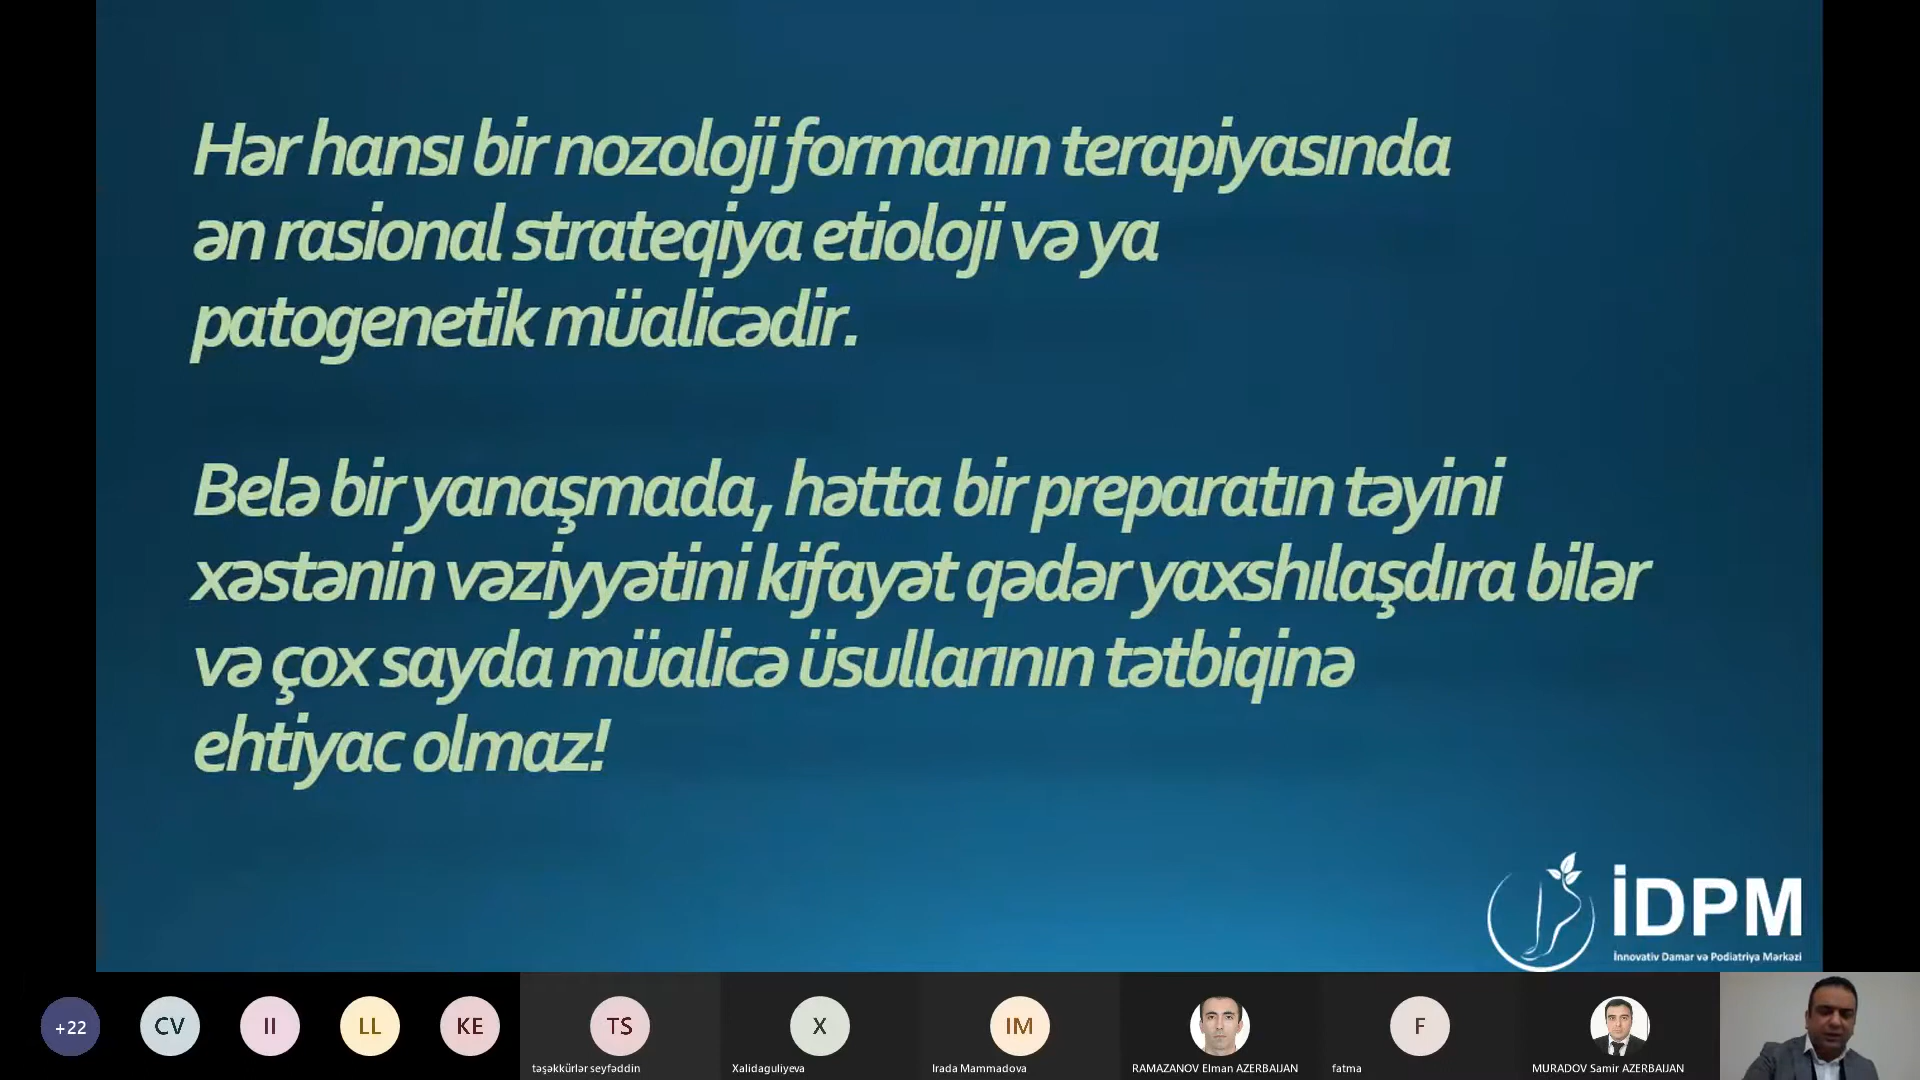 Hər hansı bir nozoloji formanın terapiyasında
ən rasional strateqiya etioloji və ya
patogenetik müalicədir.
Belə bir yanaşmada, hətta bir preparatın təyini
xəstənin vəziyyətini kifayət qədər yaxshılaşdıra bilər
və çox sayda müalicə üsullarının tətbiqinə
ehtiyac olmaz!
İDPM
İnnovativ Damar və Podiatriya Mərkəzi
+22
CV
II
LL
KE
TS
təşəkkürlər seyfəddin
X
Xalidaguliyeva
IM
Irada Mammadova
RAMAZANOV Elman AZERBAIJAN
F
fatma
MURADOV Samir AZERBAIJAN